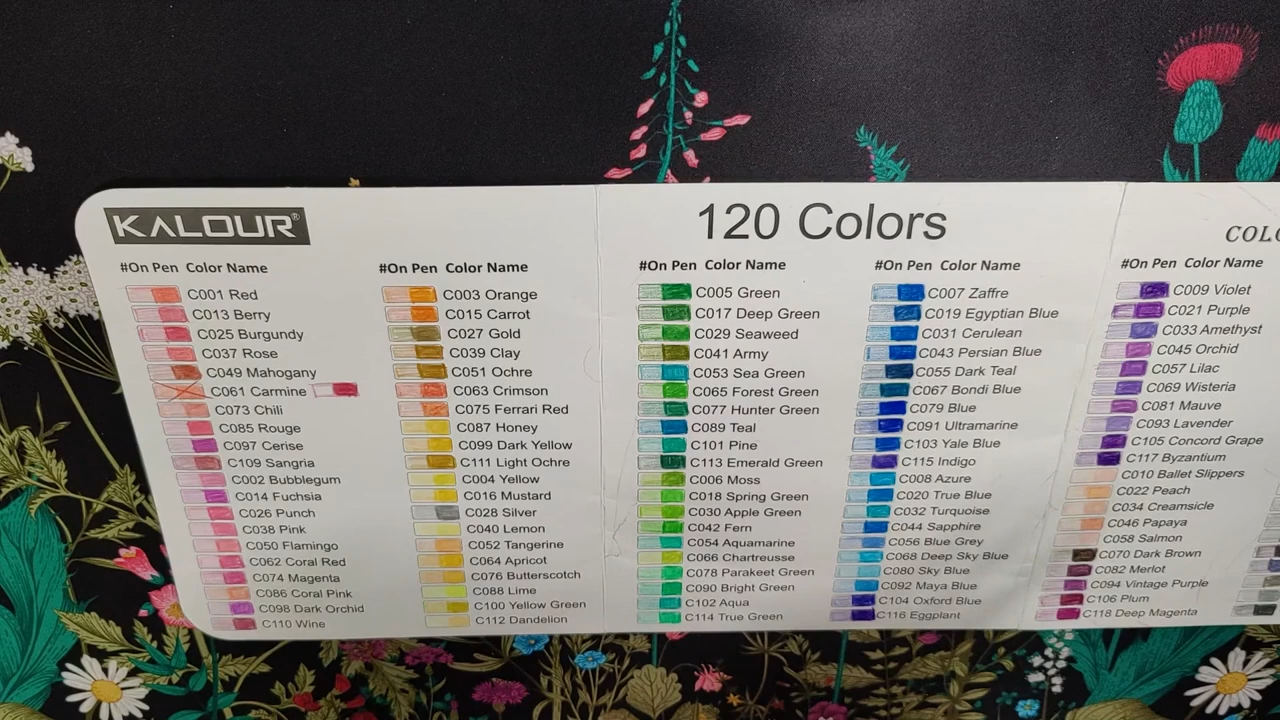 KALOUR®
120 Colors
COLO
#On Pen Color Name
C001 Red
C013 Berry
C025 Burgundy
C037 Rose
C049 Mahogany
C061 Carmine
C073 Chili
C085 Rouge
C097 Cerise
C109 Sangria
C002 Bubblegum
C014 Fuchsia
C026 Punch
C038 Pink
C050 Flamingo
C062 Coral Red
C074 Magenta
C086 Coral Pink
C098 Dark Orchid
C110 Wine
#On Pen Color Name
C003 Orange
C015 Carrot
C027 Gold
C039 Clay
C051 Ochre
C063 Crimson
C075 Ferrari Red
C087 Honey
C099 Dark Yellow
C111 Light Ochre
C004 Yellow
C016 Mustard
C028 Silver
C040 Lemon
C052 Tangerine
C064 Apricot
C076 Butterscotch
C088 Lime
C100 Yellow Green
C112 Dandelion
#On Pen Color Name
C005 Green
C017 Deep Green
C029 Seaweed
C041 Army
C053 Sea Green
C065 Forest Green
C077 Hunter Green
C089 Teal
C101 Pine
C113 Emerald Green
C006 Moss
C018 Spring Green
C030 Apple Green
C042 Fern
C054 Aquamarine
C066 Chartreusse
C078 Parakeet Green
C090 Bright Green
C102 Aqua
C114 True Green
#On Pen Color Name
C007 Zaffre
C019 Egyptian Blue
C031 Cerulean
C043 Persian Blue
C055 Dark Teal
C067 Bondi Blue
C079 Blue
C091 Ultramarine
C103 Yale Blue
C115 Indigo
C008 Azure
C020 True Blue
C032 Turquoise
C044 Sapphire
C056 Blue Grey
C068 Deep Sky Blue
C080 Sky Blue
C092 Maya Blue
C104 Oxford Blue
C116 Eggplant
#On Pen Color Name
C009 Violet
C021 Purple
C033 Amethyst
C045 Orchid
C057 Lilac
C069 Wisteria
C081 Mauve
C093 Lavender
C105 Concord Grape
C117 Byzantium
C010 Ballet Slippers
C022 Peach
C034 Creamsicle
C046 Papaya
C058 Salmon
C070 Dark Brown
C082 Merlot
C094 Vintage Purple
C106 Plum
C118 Deep Magenta